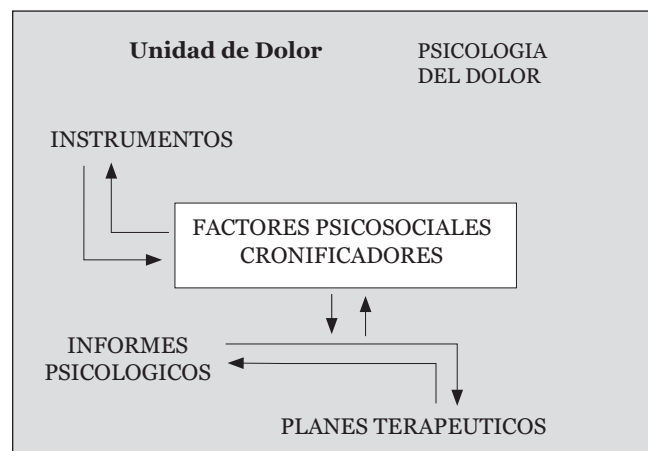 Unidad de Dolor
PSICOLOGIA
DEL DOLOR
INSTRUMENTOS
FACTORES PSICOSOCIALES
CRONIFICADORES
INFORMES
PSICOLOGICOS
PLANES TERAPEUTICOS